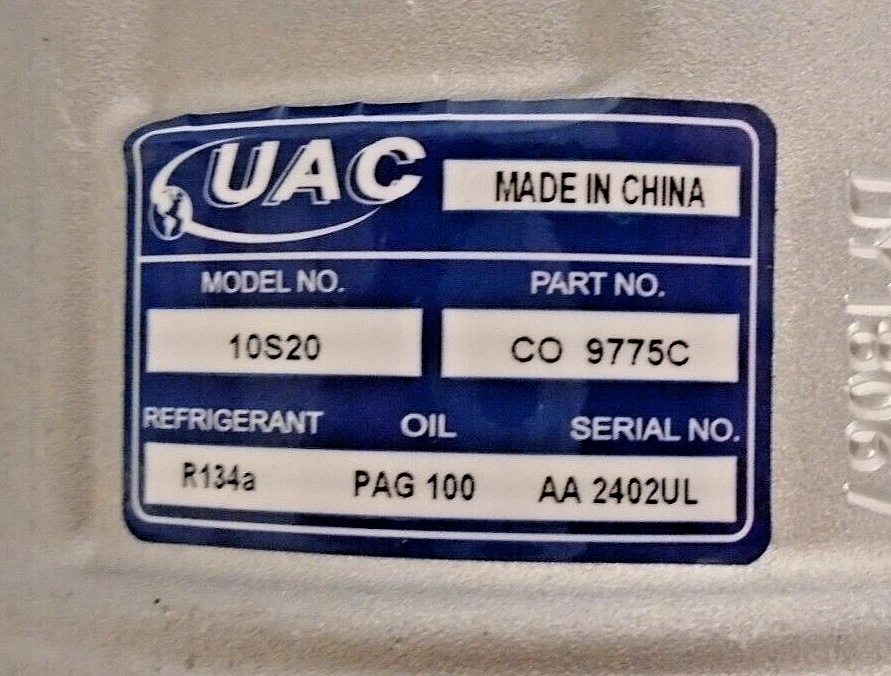 UAC
MADE IN CHINA
MODEL NO. PART NO.
10S20 CO 9775C
REFRIGERANT OIL SERIAL NO.
R134a PAG 100 AA 2402UL